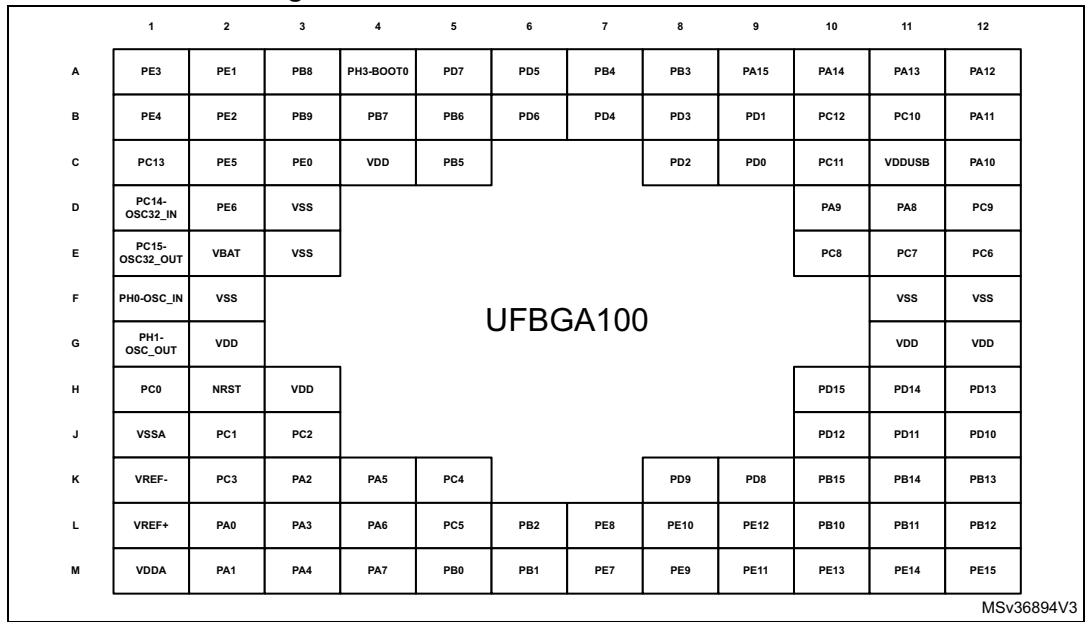 1 2 3 4 5 6 7 8 9 10 11 12
A PE3 PE1 PB8 PH3-BOOT0 PD7 PD5 PB4 PB3 PA15 PA14 PA13 PA12
B PE4 PE2 PB9 PB7 PB6 PD6 PD4 PD3 PD1 PC12 PC10 PA11
C PC13 PE5 PE0 VDD PB5 PD2 PD0 PC11 VDDUSB PA10
D PC14-OSC32_IN PE6 VSS PA9 PA8 PC9
E PC15-OSC32_OUT VBAT VSS PC8 PC7 PC6
F PH0-OSC_IN VSS VSS VSS
UFBGA100
G PH1-OSC_OUT VDD VDD VDD
H PC0 NRST VDD PD15 PD14 PD13
J VSSA PC1 PC2 PD12 PD11 PD10
K VREF- PC3 PA2 PA5 PC4 PD9 PD8 PB15 PB14 PB13
L VREF+ PA0 PA3 PA6 PC5 PB2 PE8 PE10 PE12 PB10 PB11 PB12
M VDDA PA1 PA4 PA7 PB0 PB1 PE7 PE9 PE11 PE13 PE14 PE15
MSv36894V3